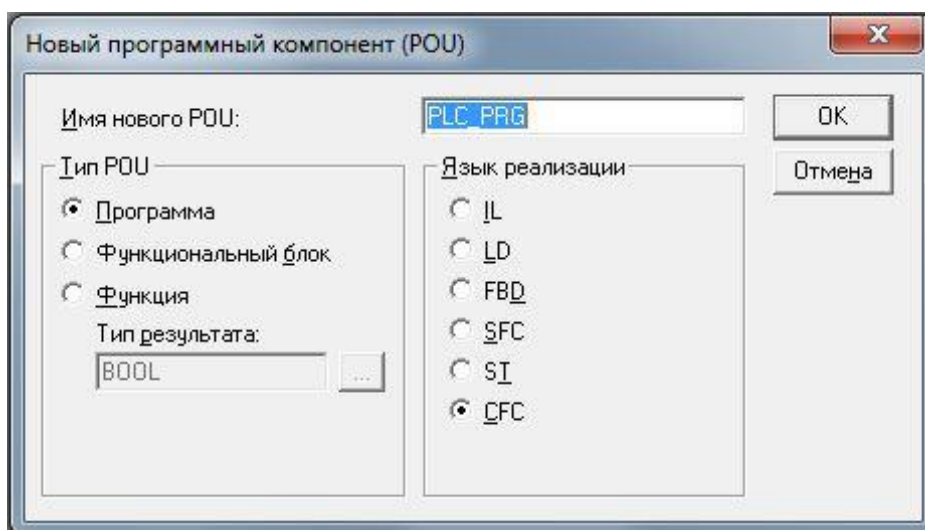 Новый программный компонент (POU)
Имя нового POU:
PLC_PRG
OK
Отмена
Тип POU
Программа
Функциональный блок
Функция
Тип результата:
BOOL
...
Язык реализации
IL
LD
FBD
SFC
ST
CFC